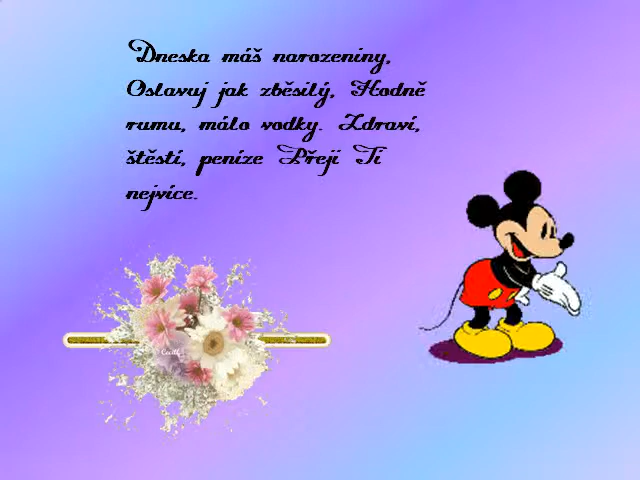 Dneska máš narozeniny,
Oslavuj jak zběsilý, Hodně
rumu, málo vodky. Zdraví,
štěstí, peníze Přeji Ti
nejvíce.